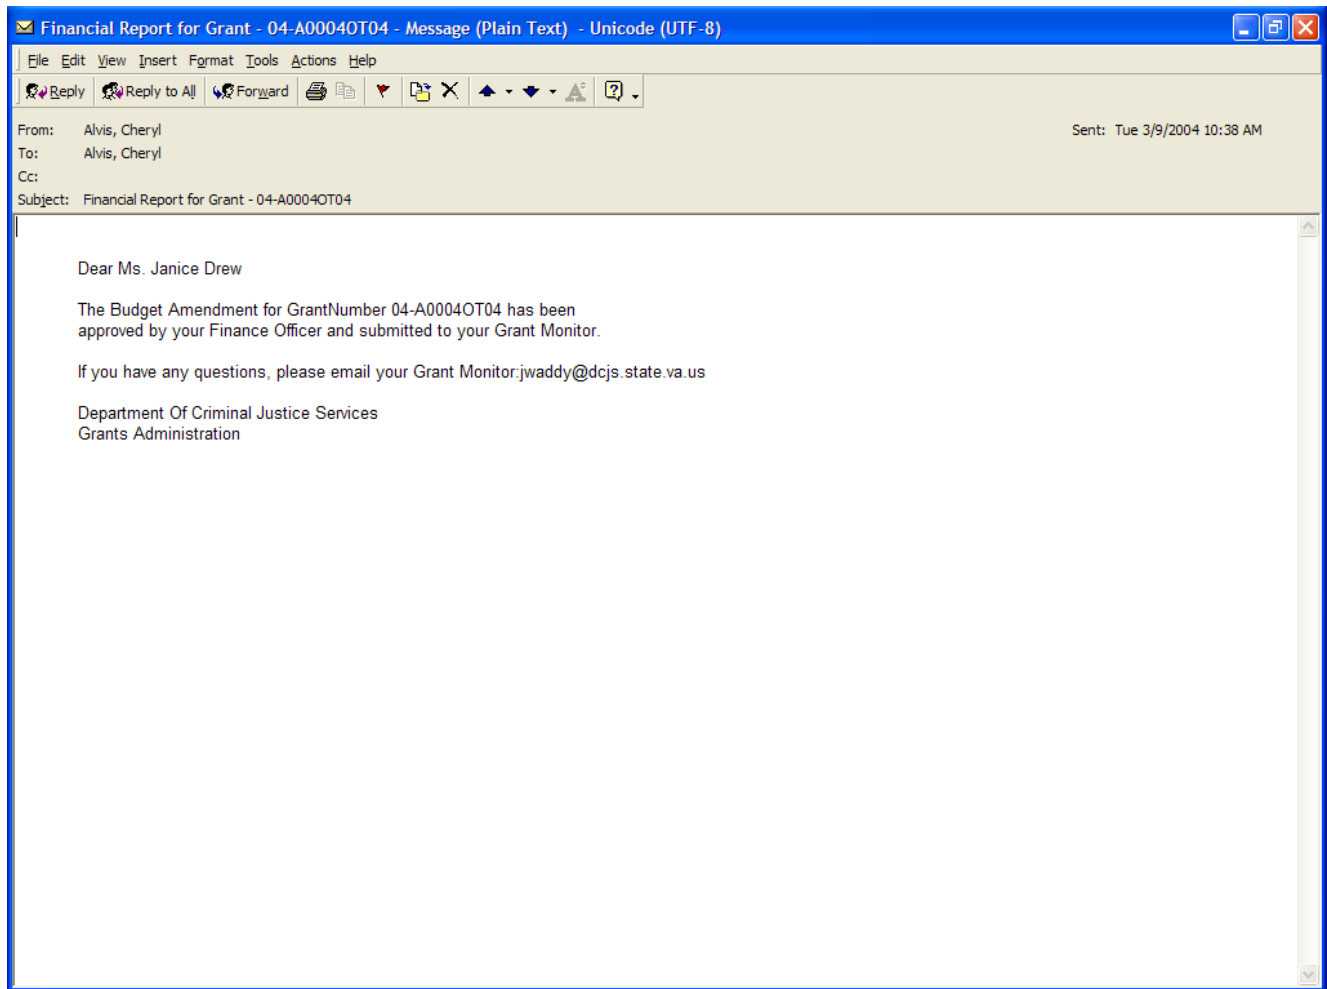 Financial Report for Grant - 04-A0004OT04 - Message (Plain Text) - Unicode (UTF-8)
File Edit View Insert Format Tools Actions Help
Reply Reply to All Forward
From: Alvis, Cheryl Sent: Tue 3/9/2004 10:38 AM
To: Alvis, Cheryl
Cc:
Subject: Financial Report for Grant - 04-A0004OT04
Dear Ms. Janice Drew
The Budget Amendment for GrantNumber 04-A0004OT04 has been
approved by your Finance Officer and submitted to your Grant Monitor.
If you have any questions, please email your Grant Monitor:jwaddy@dcjs.state.va.us
Department Of Criminal Justice Services
Grants Administration